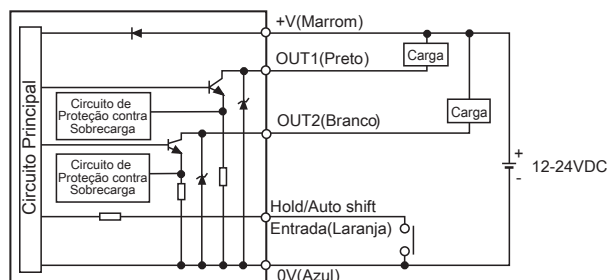 +V(Marrom)
OUT1(Preto)
Carga
Circuito de
Proteção contra
Sobrecarga
Carga
OUT2(Branco)
Circuito Principal
Circuito de
Proteção contra
Sobrecarga
+
12-24VDC
-
Hold/Auto shift
Entrada(Laranja)
0V(Azul)